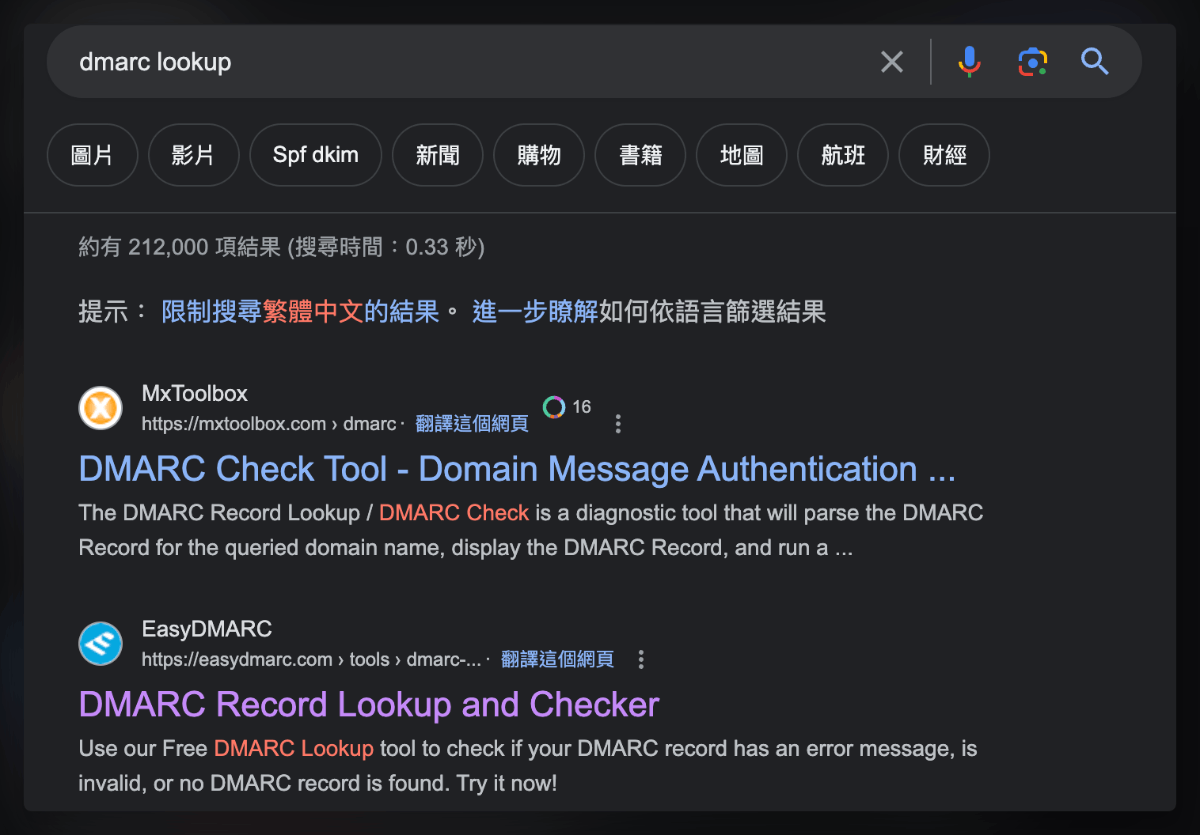 dmarc lookup
圖片 影片 Spf dkim 新聞 購物 書籍 地圖 航班 財經
約有 212,000 項結果 (搜尋時間：0.33 秒)
提示： 限制搜尋繁體中文的結果。 進一步瞭解如何依語言篩選結果
MxToolbox
16
https://mxtoolbox.com › dmarc · 翻譯這個網頁
DMARC Check Tool - Domain Message Authentication ...
The DMARC Record Lookup / DMARC Check is a diagnostic tool that will parse the DMARC
Record for the queried domain name, display the DMARC Record, and run a ...
EasyDMARC
https://easydmarc.com › tools › dmarc-... · 翻譯這個網頁
DMARC Record Lookup and Checker
Use our Free DMARC Lookup tool to check if your DMARC record has an error message, is
invalid, or no DMARC record is found. Try it now!